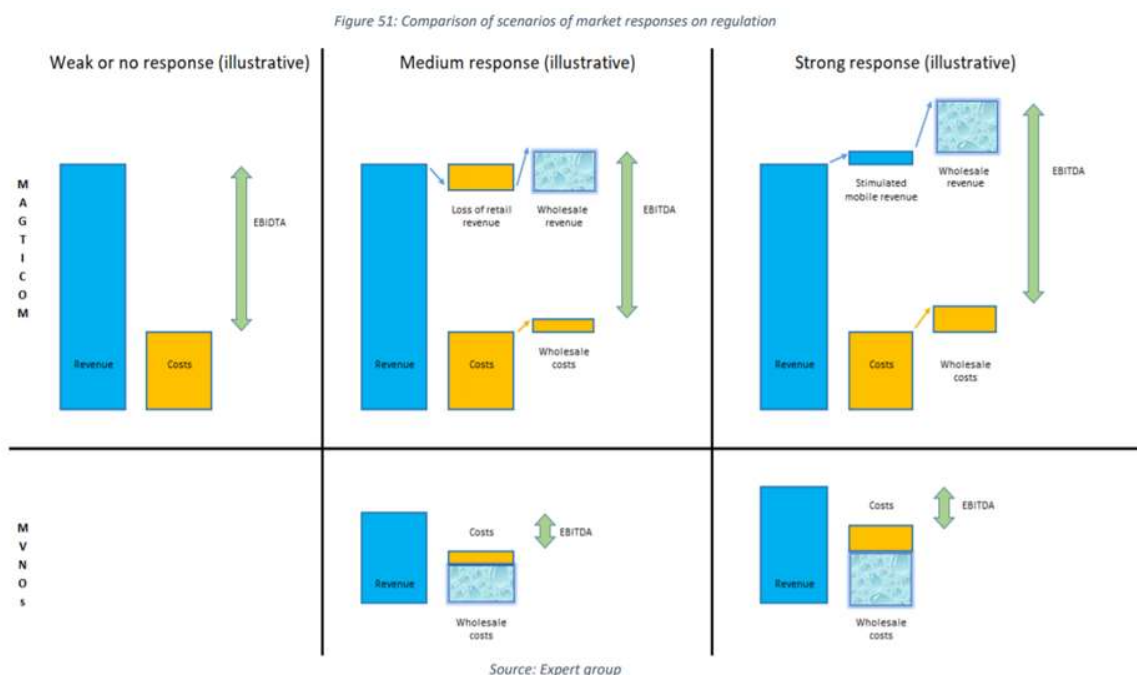 Figure 51: Comparison of scenarios of market responses on regulation
Weak or no response (illustrative)
Medium response (illustrative)
Strong response (illustrative)
M
A
G
T
I
C
O
M
Revenue
Costs
EBIDTA
Revenue
Loss of retail
revenue
Wholesale
revenue
Costs
Wholesale
costs
EBITDA
Revenue
Stimulated
mobile revenue
Wholesale
revenue
Costs
Wholesale
costs
EBITDA
M
V
N
O
s
Revenue
Costs
Wholesale
costs
EBITDA
Revenue
Costs
Wholesale
costs
EBITDA
Source: Expert group